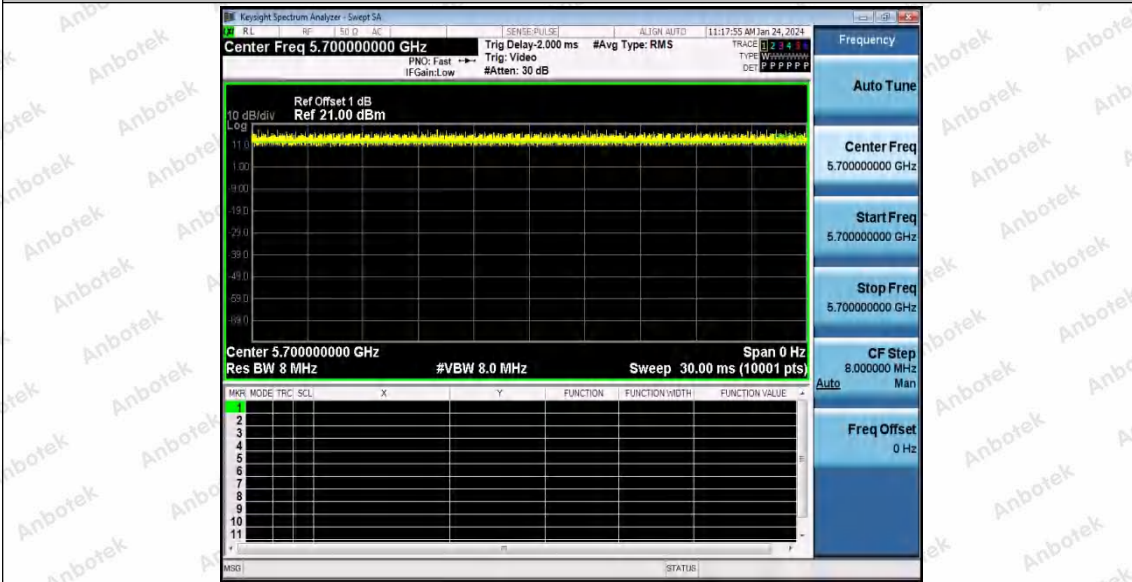 Keysight Spectrum Analyzer - Swept SA
RL RF 50 Ω AC SENSE:PULSE ALIGN AUTO 11:17:55 AM Jan 24, 2024
Center Freq 5.700000000 GHz
PNO: Fast
IFGain:Low
Trig Delay-2.000 ms
Trig: Video
#Atten: 30 dB
#Avg Type: RMS
TRACE 1 2 3 4 5 6
TYPE
DET P P P P P P
Ref Offset 1 dB
10 dB/div Ref 21.00 dBm
Log
11.0
1.00
-9.00
-19.0
-29.0
-39.0
-49.0
-59.0
-69.0
Center 5.700000000 GHz Span 0 Hz
Res BW 8 MHz #VBW 8.0 MHz Sweep 30.00 ms (10001 pts)
MKR MODE TRC SCL X Y FUNCTION FUNCTION WIDTH FUNCTION VALUE
1
2
3
4
5
6
7
8
9
10
11
MSG STATUS
Frequency
Auto Tune
Center Freq
5.700000000 GHz
Start Freq
5.700000000 GHz
Stop Freq
5.700000000 GHz
CF Step
8.000000 MHz
Auto Man
Freq Offset
0 Hz
Anbotek